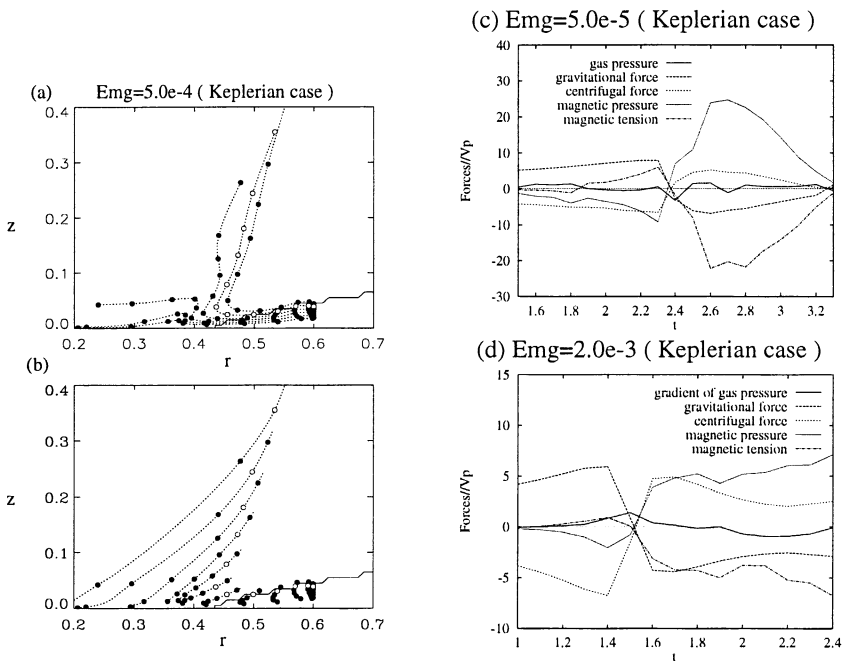 (a)
Emg=5.0e-4 ( Keplerian case )
0.4
0.3
z
0.2
0.1
0.0
0.2 0.3 0.4 0.5 0.6 0.7
r
(b)
0.4
0.3
z
0.2
0.1
0.0
0.2 0.3 0.4 0.5 0.6 0.7
r
(c) Emg=5.0e-5 ( Keplerian case )
40
30
20
10
0
-10
-20
-30
Forces//Vp
gas pressure
gravitational force
centrifugal force
magnetic pressure
magnetic tension
1.6 1.8 2 2.2 2.4 2.6 2.8 3 3.2
t
(d) Emg=2.0e-3 ( Keplerian case )
15
10
5
0
-5
-10
Forces//Vp
gradient of gas pressure
gravitational force
centrifugal force
magnetic pressure
magnetic tension
1 1.2 1.4 1.6 1.8 2 2.2 2.4
t